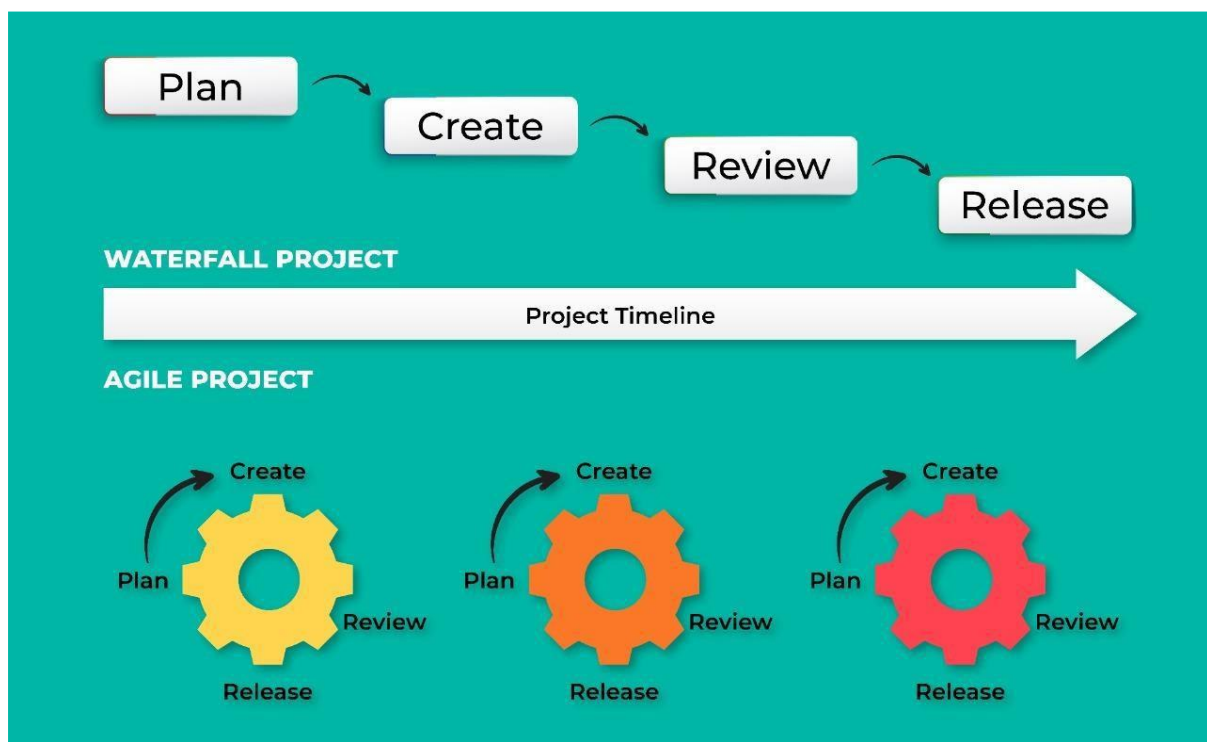 Plan
Create
Review
Release
WATERFALL PROJECT
Project Timeline
AGILE PROJECT
Create
Plan
Review
Release
Create
Plan
Review
Release
Create
Plan
Review
Release